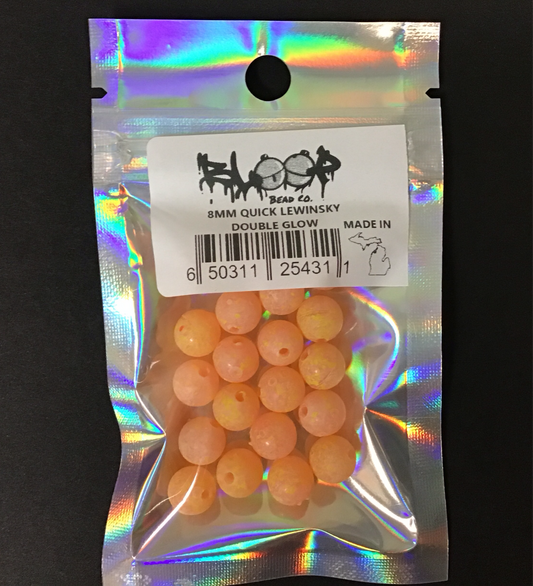 BLOOP
BEAD CO.
8MM QUICK LEWINSKY
DOUBLE GLOW
MADE IN
6 50311 25431 1